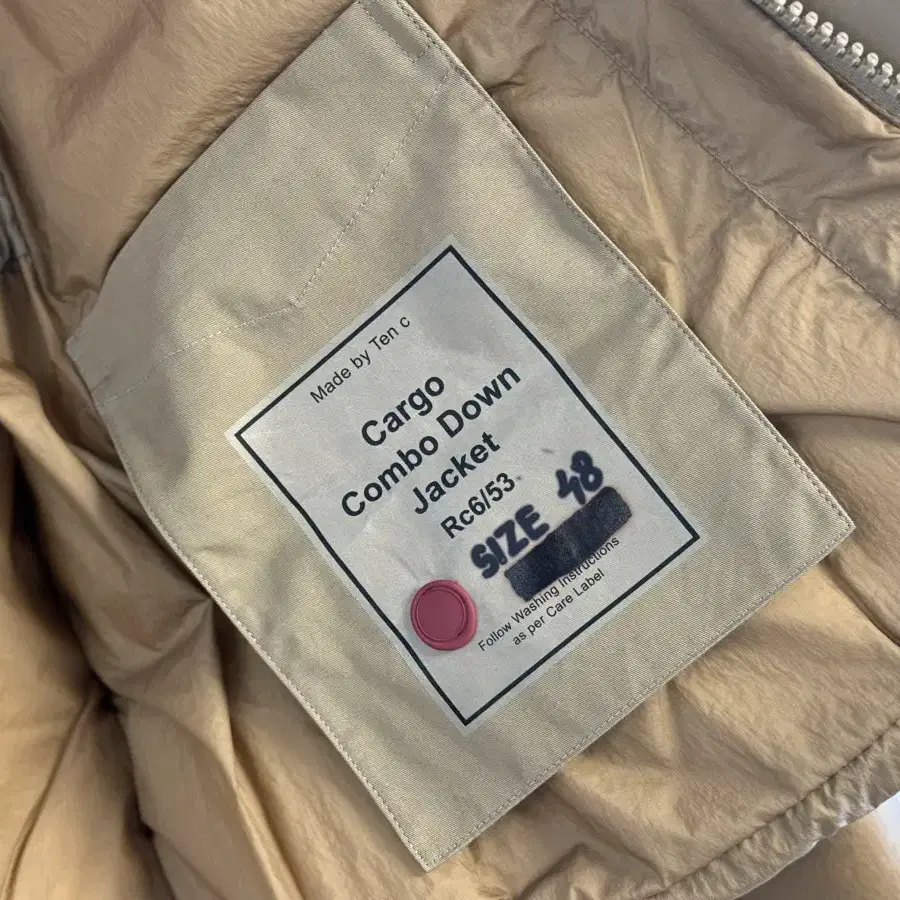 Made by Ten c
Cargo
Combo Down
Jacket
Rc6/53
SIZE 48
Follow Washing Instructions
as per Care Label